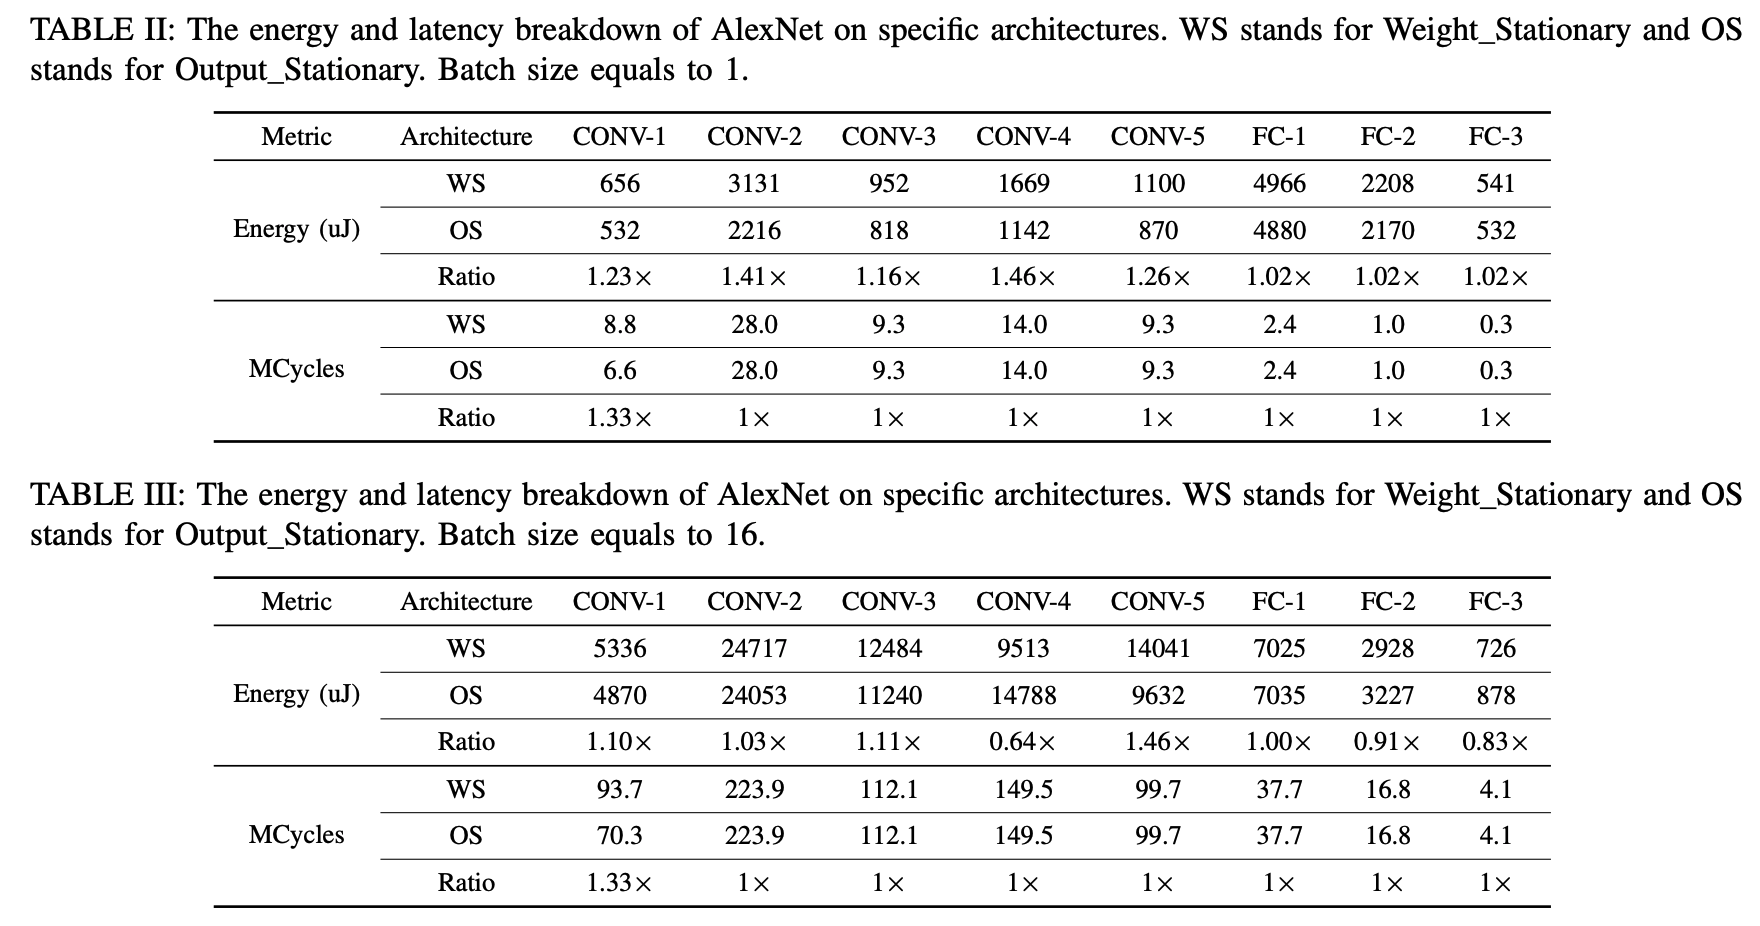 TABLE II: The energy and latency breakdown of AlexNet on specific architectures. WS stands for Weight_Stationary and OS
stands for Output_Stationary. Batch size equals to 1.
Metric Architecture CONV-1 CONV-2 CONV-3 CONV-4 CONV-5 FC-1 FC-2 FC-3
WS 656 3131 952 1669 1100 4966 2208 541
Energy (uJ) OS 532 2216 818 1142 870 4880 2170 532
Ratio 1.23× 1.41× 1.16× 1.46× 1.26× 1.02× 1.02× 1.02×
WS 8.8 28.0 9.3 14.0 9.3 2.4 1.0 0.3
MCycles OS 6.6 28.0 9.3 14.0 9.3 2.4 1.0 0.3
Ratio 1.33× 1× 1× 1× 1× 1× 1× 1×
TABLE III: The energy and latency breakdown of AlexNet on specific architectures. WS stands for Weight_Stationary and OS
stands for Output_Stationary. Batch size equals to 16.
Metric Architecture CONV-1 CONV-2 CONV-3 CONV-4 CONV-5 FC-1 FC-2 FC-3
WS 5336 24717 12484 9513 14041 7025 2928 726
Energy (uJ) OS 4870 24053 11240 14788 9632 7035 3227 878
Ratio 1.10× 1.03× 1.11× 0.64× 1.46× 1.00× 0.91× 0.83×
WS 93.7 223.9 112.1 149.5 99.7 37.7 16.8 4.1
MCycles OS 70.3 223.9 112.1 149.5 99.7 37.7 16.8 4.1
Ratio 1.33× 1× 1× 1× 1× 1× 1× 1×